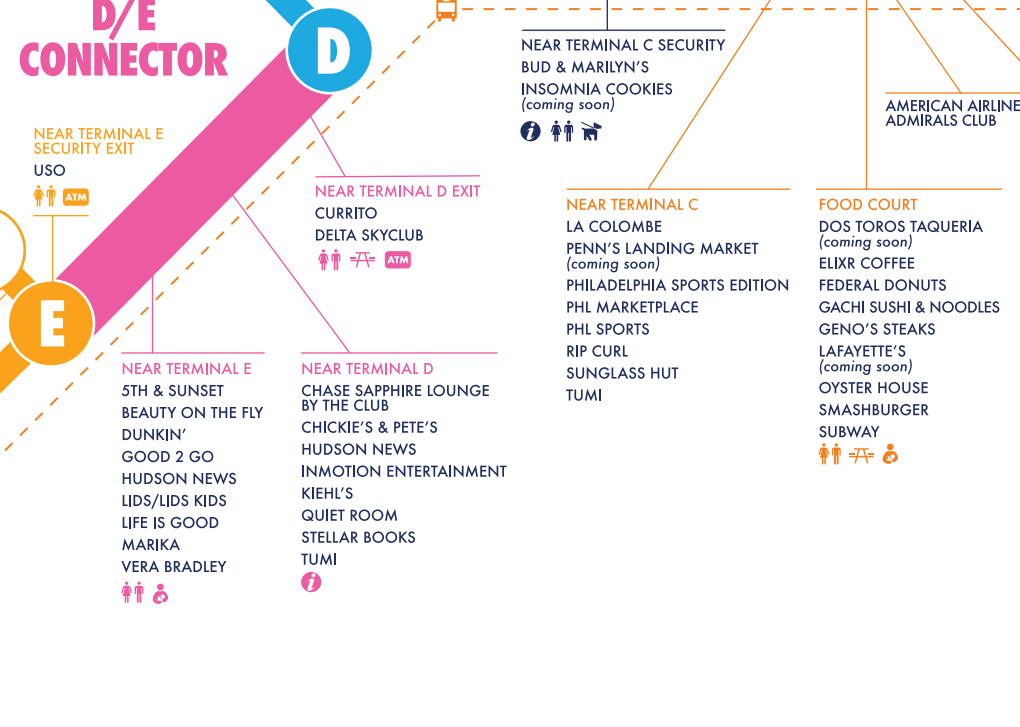 D/E
CONNECTOR
D
NEAR TERMINAL E
SECURITY EXIT
USO
ATM
E
NEAR TERMINAL D EXIT
CURRITO
DELTA SKYCLUB
ATM
NEAR TERMINAL E
5TH & SUNSET
BEAUTY ON THE FLY
DUNKIN'
GOOD 2 GO
HUDSON NEWS
LIDS/LIDS KIDS
LIFE IS GOOD
MARIKA
VERA BRADLEY
NEAR TERMINAL D
CHASE SAPPHIRE LOUNGE
BY THE CLUB
CHICKIE'S & PETE'S
HUDSON NEWS
INMOTION ENTERTAINMENT
KIEHL'S
QUIET ROOM
STELLAR BOOKS
TUMI
i
NEAR TERMINAL C SECURITY
BUD & MARILYN'S
INSOMNIA COOKIES
(coming soon)
i
NEAR TERMINAL C
LA COLOMBE
PENN'S LANDING MARKET
(coming soon)
PHILADELPHIA SPORTS EDITION
PHL MARKETPLACE
PHL SPORTS
RIP CURL
SUNGLASS HUT
TUMI
AMERICAN AIRLINE
ADMIRALS CLUB
FOOD COURT
DOS TOROS TAQUERÍA
(coming soon)
ELIXR COFFEE
FEDERAL DONUTS
GACHI SUSHI & NOODLES
GENO'S STEAKS
LAFAYETTE'S
(coming soon)
OYSTER HOUSE
SMASHBURGER
SUBWAY